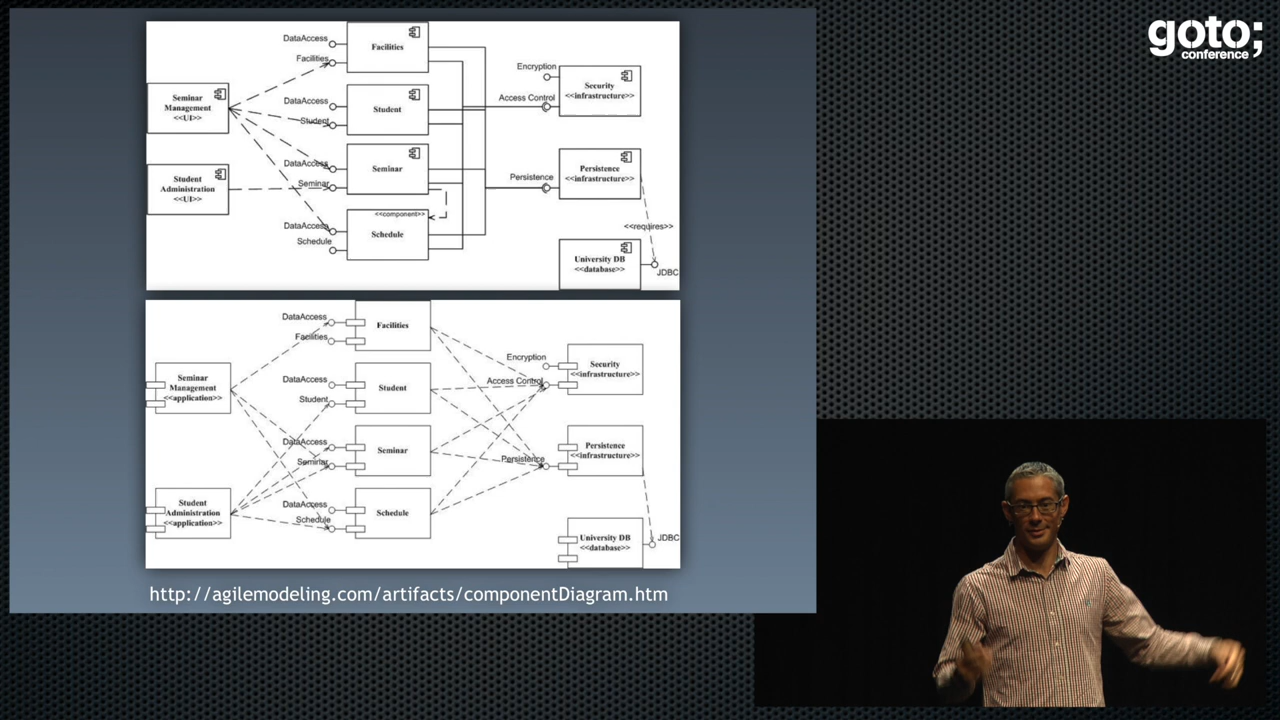 goto;
conference
DataAccess
Facilities
Facilities
Seminar
Management
<<UI>>
DataAccess
Student
Student
Student
Administration
<<UI>>
DataAccess
Seminar
Seminar
<<component>>
DataAccess
Schedule
Schedule
Encryption
Security
<<infrastructure>>
Access Control
Persistence
Persistence
<<infrastructure>>
<<requires>>
University DB
<<database>>
JDBC
DataAccess
Facilities
Facilities
Seminar
Management
<<application>>
DataAccess
Student
Student
DataAccess
Seminar
Seminar
Student
Administration
<<application>>
DataAccess
Schedule
Schedule
Encryption
Security
<<infrastructure>>
Access Control
Persistence
Persistence
<<infrastructure>>
University DB
<<database>>
JDBC
http://agilemodeling.com/artifacts/componentDiagram.htm